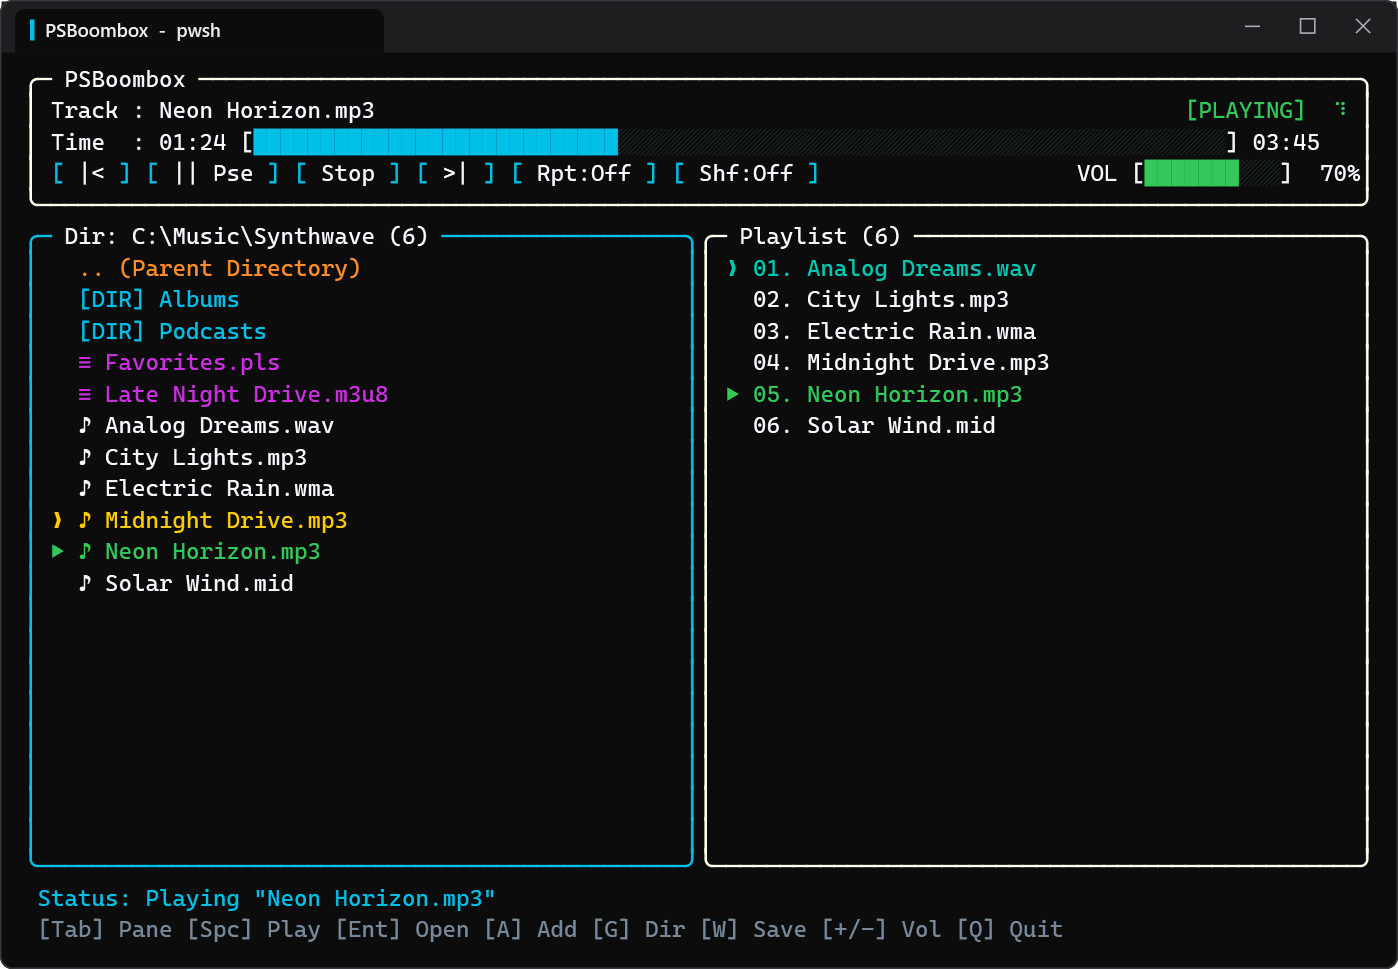 PSBoombox - pwsh
PSBoombox
Track : Neon Horizon.mp3 [PLAYING]
Time : 01:24 [ ] 03:45
[ |< ] [ || Pse ] [ Stop ] [ >| ] [ Rpt:Off ] [ Shf:Off ] VOL [ ] 70%
Dir: C:\Music\Synthwave (6)
.. (Parent Directory)
[DIR] Albums
[DIR] Podcasts
≡ Favorites.pls
≡ Late Night Drive.m3u8
♪ Analog Dreams.wav
♪ City Lights.mp3
♪ Electric Rain.wma
⟫ ♪ Midnight Drive.mp3
► ♪ Neon Horizon.mp3
♪ Solar Wind.mid
Playlist (6)
⟫ 01. Analog Dreams.wav
02. City Lights.mp3
03. Electric Rain.wma
04. Midnight Drive.mp3
► 05. Neon Horizon.mp3
06. Solar Wind.mid
Status: Playing "Neon Horizon.mp3"
[Tab] Pane [Spc] Play [Ent] Open [A] Add [G] Dir [W] Save [+/-] Vol [Q] Quit